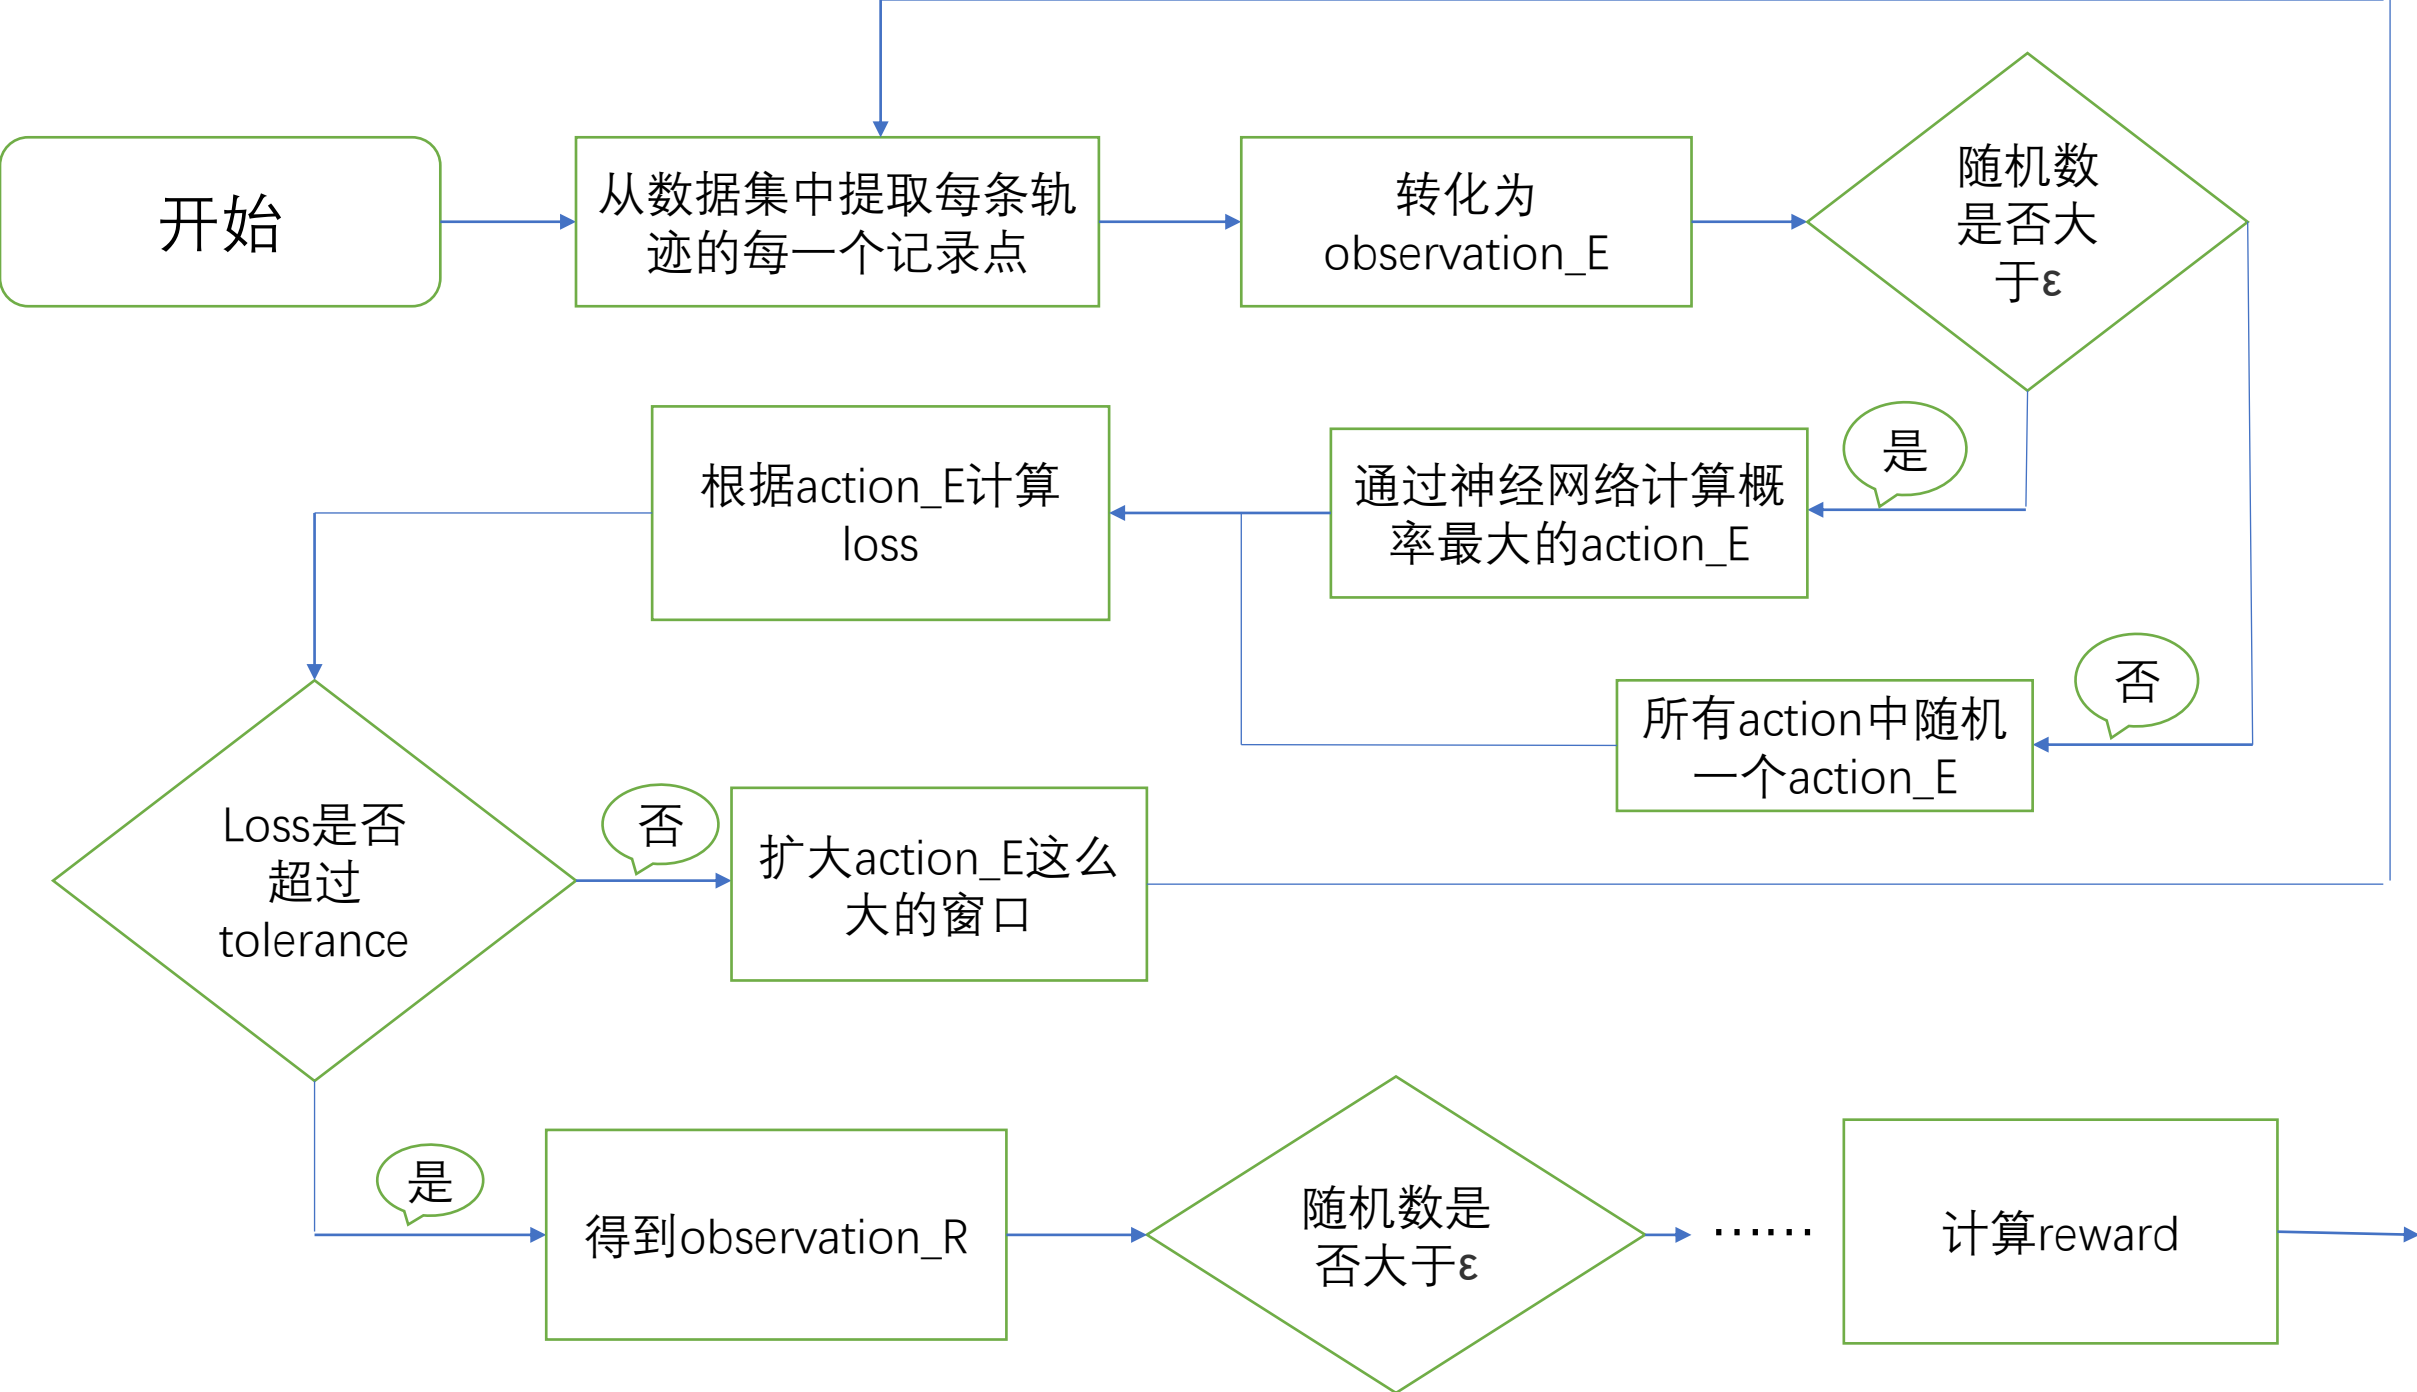 开始
从数据集中提取每条轨
迹的每一个记录点
转化为
observation_E
随机数
是否大
于ε
是
根据action_E计算
loss
通过神经网络计算概
率最大的action_E
否
所有action中随机
一个action_E
Loss是否
超过
tolerance
否
扩大action_E这么
大的窗口
是
得到observation_R
随机数是
否大于ε
……
计算reward